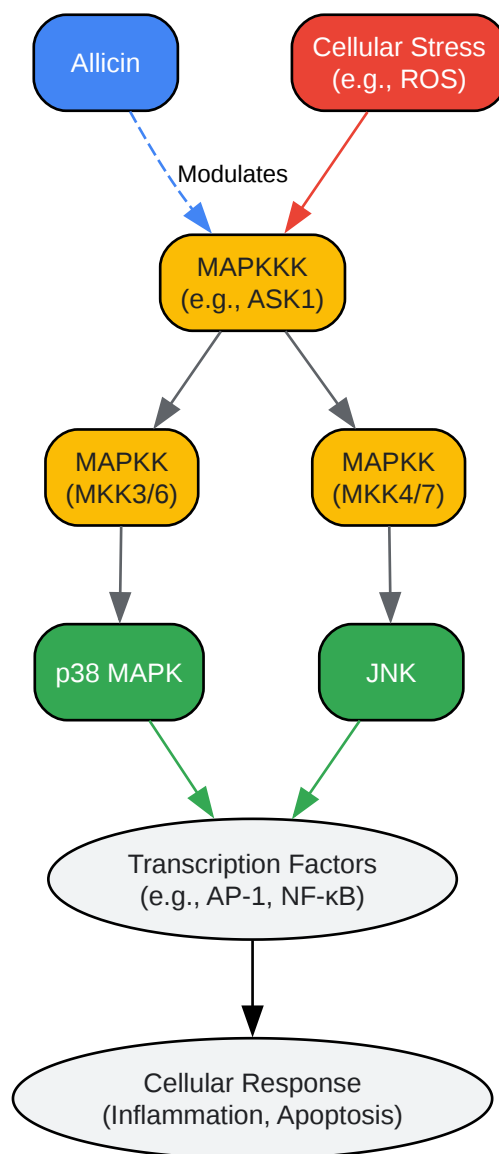 Allicin
Cellular Stress
(e.g., ROS)
Modulates
MAPKKK
(e.g., ASK1)
MAPKK
(MKK3/6)
MAPKK
(MKK4/7)
p38 MAPK
JNK
Transcription Factors
(e.g., AP-1, NF-κB)
Cellular Response
(Inflammation, Apoptosis)